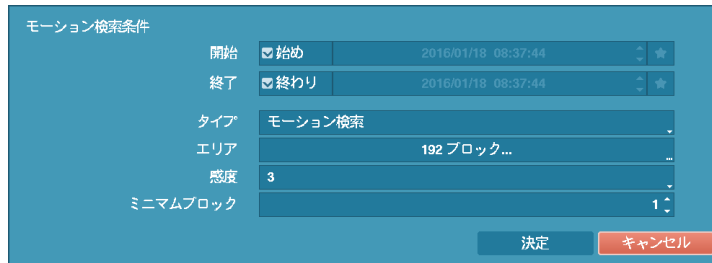 モーション検索条件
開始 始め 2016/01/18 08:37:44
終了 終わり 2016/01/18 08:37:44
タイプ モーション検索
エリア 192 ブロック...
感度 3
ミニマムブロック 1
決定 キャンセル